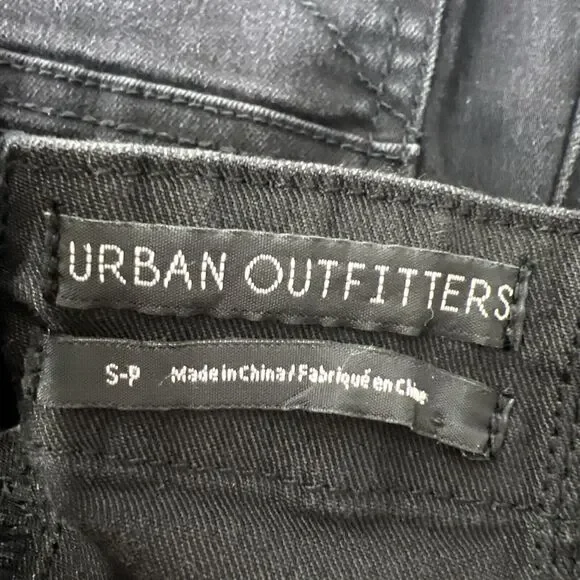 URBAN OUTFITTERS
S-P Made in China / Fabriqué en Chine